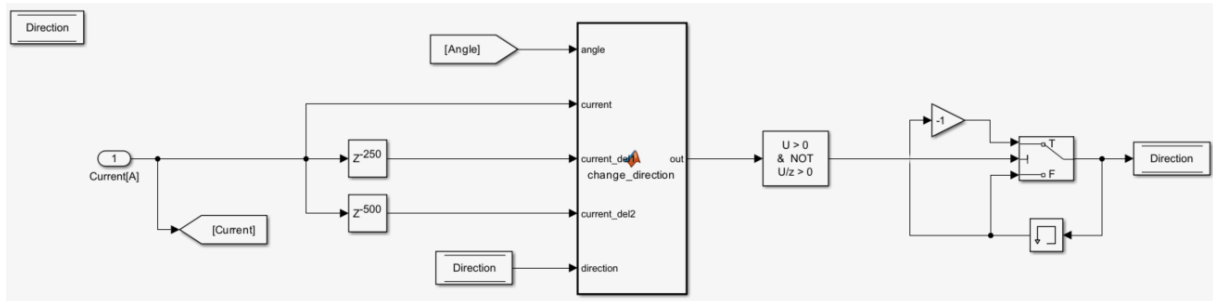 Direction
[Angle]
angle
current
1
Current[A]
Z-250
current_del1
out
change_direction
U > 0
& NOT
U/z > 0
-1
T
F
Direction
Z-500
current_del2
[Current]
Direction
direction